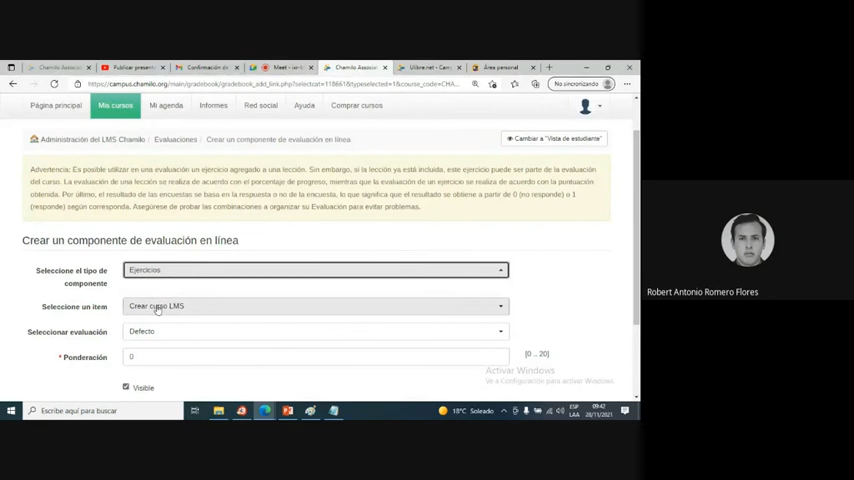 Chamilo Associa
Publicar present
Confirmación de
Meet - isx-k
Chamilo Associa
Ulibre.net - Cam
Área personal
https://campus.chamilo.org/main/gradebook/gradebook_add_link.php?selectcat=118661&typeselected=1&course_code=CHA...
No sincronizando
Página principal
Mis cursos
Mi agenda
Informes
Red social
Ayuda
Comprar cursos
Administración del LMS Chamilo / Evaluaciones / Crear un componente de evaluación en línea
Cambiar a "Vista de estudiante"
Advertencia: Es posible utilizar en una evaluación un ejercicio agregado a una lección. Sin embargo, si la lección ya está incluida, este ejercicio puede ser parte de la evaluación
del curso. La evaluación de una lección se realiza de acuerdo con el porcentaje de progreso, mientras que la evaluación de un ejercicio se realiza de acuerdo con la puntuación
obtenida. Por último, el resultado de las encuestas se basa en la respuesta o no de la encuesta, lo que significa que el resultado se obtiene a partir de 0 (no responde) o 1
(responde) según corresponda. Asegúrese de probar las combinaciones a organizar su Evaluación para evitar problemas.
Crear un componente de evaluación en línea
Seleccione el tipo de
componente
Ejercicios
Seleccione un item
Crear curso LMS
Seleccionar evaluación
Defecto
* Ponderación
0
[0 .. 20]
Visible
Activar Windows
Ve a Configuración para activar Windows.
Escribe aquí para buscar
18°C Soleado
ESP
LAA
09:42
28/11/2021
Robert Antonio Romero Flores